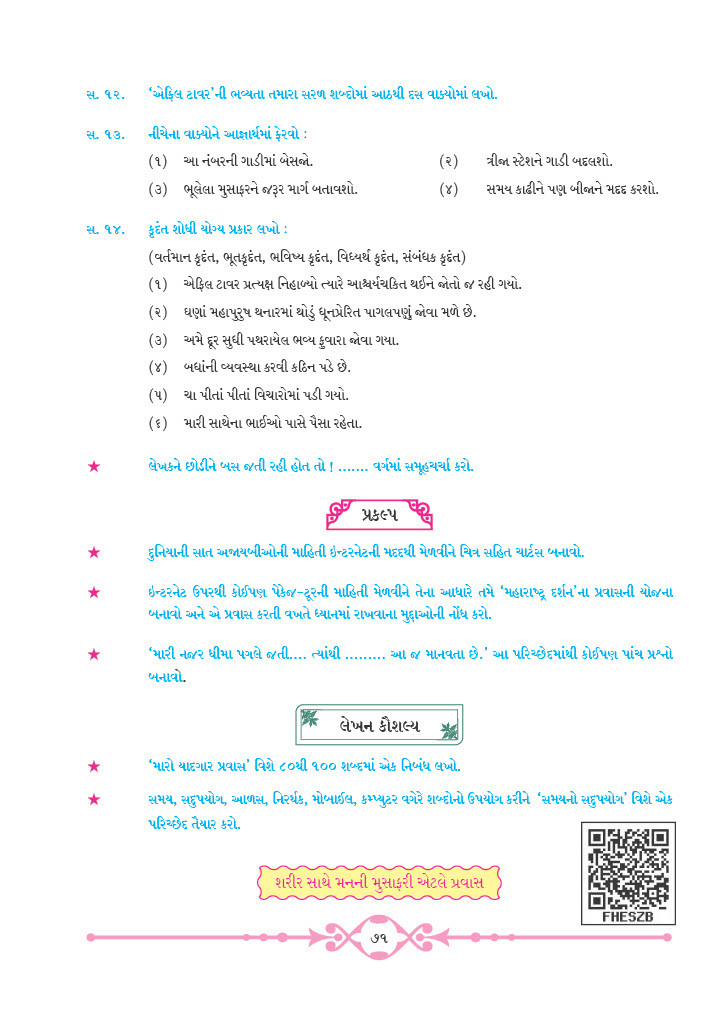 સ. ૧૨. ‘એફિલ ટાવર’ની ભવ્યતા તમારા સરળ શબ્દોમાં આઠથી દસ વાક્યોમાં લખો.
સ. ૧૩. નીચેના વાક્યોને આજ્ઞાર્થમાં ફેરવો :
(૧) આ નંબરની ગાડીમાં બેસજો. (૨) ત્રીજા સ્ટેશને ગાડી બદલશો.
(૩) ભૂલેલા મુસાફરને જરૂર માર્ગ બતાવશો. (૪) સમય કાઢીને પણ બીજાને મદદ કરશો.
સ. ૧૪. કૃદંત શોધી યોગ્ય પ્રકાર લખો :
(વર્તમાન કૃદંત, ભૂતકૃદંત, ભવિષ્ય કૃદંત, વિધ્યર્થ કૃદંત, સંબંધક કૃદંત)
(૧) એફિલ ટાવર પ્રત્યક્ષ નિહાળ્યો ત્યારે આશ્ચર્યચકિત થઈને જોતો જ રહી ગયો.
(૨) ઘણાં મહાપુરુષ થનારમાં થોડું ધૂનપ્રેરિત પાગલપણું જોવા મળે છે.
(૩) અમે દૂર સુધી પથરાયેલ ભવ્ય ફુવારા જોવા ગયા.
(૪) બધાંની વ્યવસ્થા કરવી કઠિન પડે છે.
(૫) ચા પીતાં પીતાં વિચારોમાં પડી ગયો.
(૬) મારી સાથેના ભાઈઓ પાસે પૈસા રહેતા.
★ લેખકને છોડીને બસ જતી રહી હોત તો ! ....... વર્ગમાં સમૂહચર્ચા કરો.
પ્રકલ્પ
★ દુનિયાની સાત અજાયબીઓની માહિતી ઇન્ટરનેટની મદદથી મેળવીને ચિત્ર સહિત ચાર્ટસ બનાવો.
★ ઇન્ટરનેટ ઉપરથી કોઈપણ પેકેજ-ટૂરની માહિતી મેળવીને તેના આધારે તમે ‘મહારાષ્ટ્ર દર્શન’ના પ્રવાસની યોજના
બનાવો અને એ પ્રવાસ કરતી વખતે ધ્યાનમાં રાખવાના મુદ્દાઓની નોંધ કરો.
★ ‘મારી નજર ધીમા પગલે જતી.... ત્યાંથી ......... આ જ માનવતા છે.’ આ પરિચ્છેદમાંથી કોઈપણ પાંચ પ્રશ્નો
બનાવો.
લેખન કૌશલ્ય
★ ‘મારો યાદગાર પ્રવાસ’ વિશે ૮૦થી ૧૦૦ શબ્દમાં એક નિબંધ લખો.
★ સમય, સદુપયોગ, આળસ, નિરર્થક, મોબાઈલ, કમ્પ્યુટર વગેરે શબ્દોનો ઉપયોગ કરીને ‘સમયનો સદુપયોગ’ વિશે એક
પરિચ્છેદ તૈયાર કરો.
શરીર સાથે મનની મુસાફરી એટલે પ્રવાસ
FHESZB
૭૧